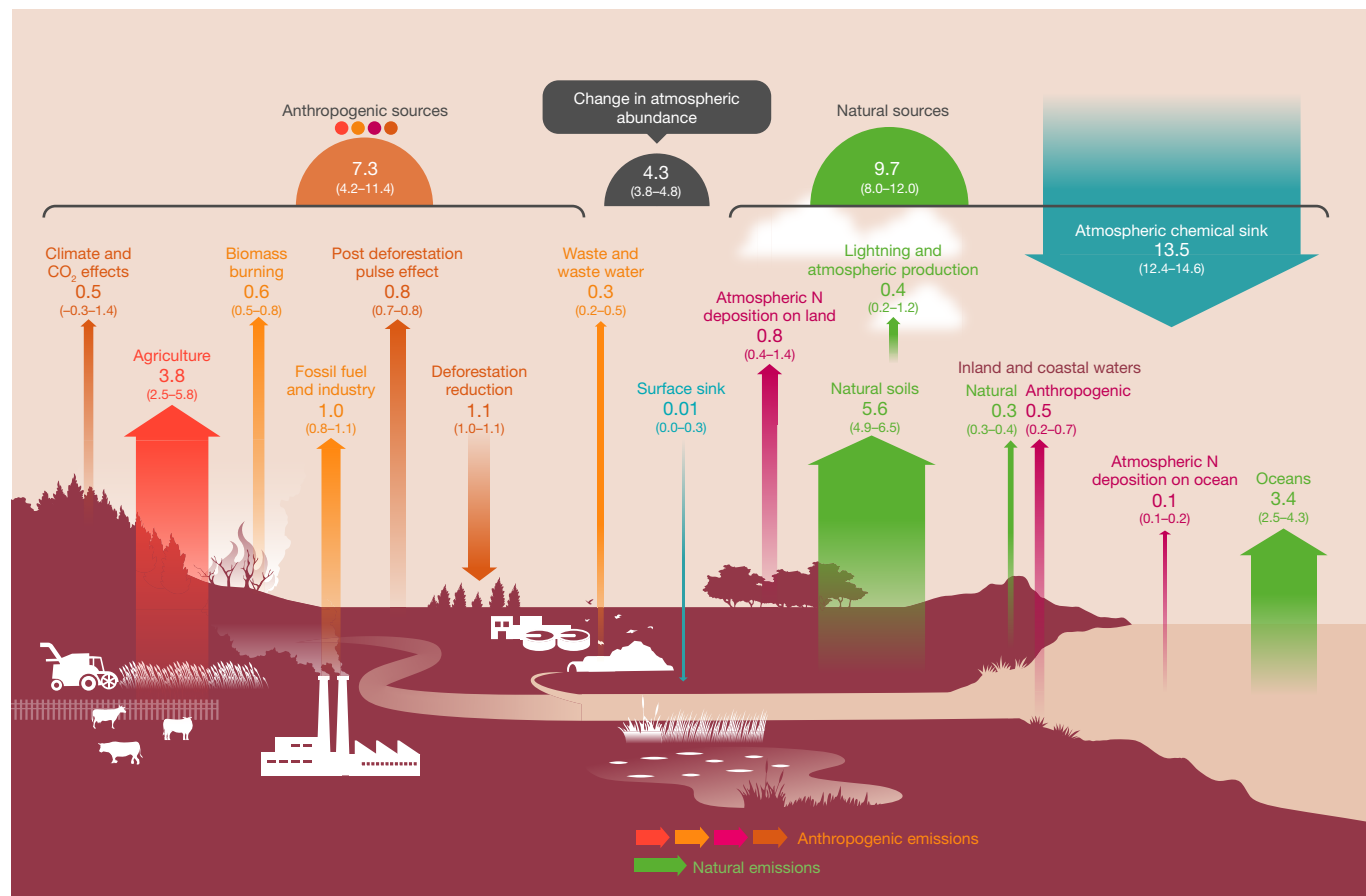 Change in atmospheric
abundance
4.3
(3.8–4.8)
Anthropogenic sources
7.3
(4.2–11.4)
Natural sources
9.7
(8.0–12.0)
Atmospheric chemical sink
13.5
(12.4–14.6)
Climate and
CO₂ effects
0.5
(−0.3–1.4)
Agriculture
3.8
(2.5–5.8)
Biomass
burning
0.6
(0.5–0.8)
Fossil fuel
and industry
1.0
(0.8–1.1)
Post deforestation
pulse effect
0.8
(0.7–0.8)
Deforestation
reduction
1.1
(1.0–1.1)
Waste and
waste water
0.3
(0.2–0.5)
Surface sink
0.01
(0.0–0.3)
Atmospheric N
deposition on land
0.8
(0.4–1.4)
Lightning and
atmospheric production
0.4
(0.2–1.2)
Natural soils
5.6
(4.9–6.5)
Inland and coastal waters
Natural
0.3
(0.3–0.4)
Anthropogenic
0.5
(0.2–0.7)
Atmospheric N
deposition on ocean
0.1
(0.1–0.2)
Oceans
3.4
(2.5–4.3)
Anthropogenic emissions
Natural emissions